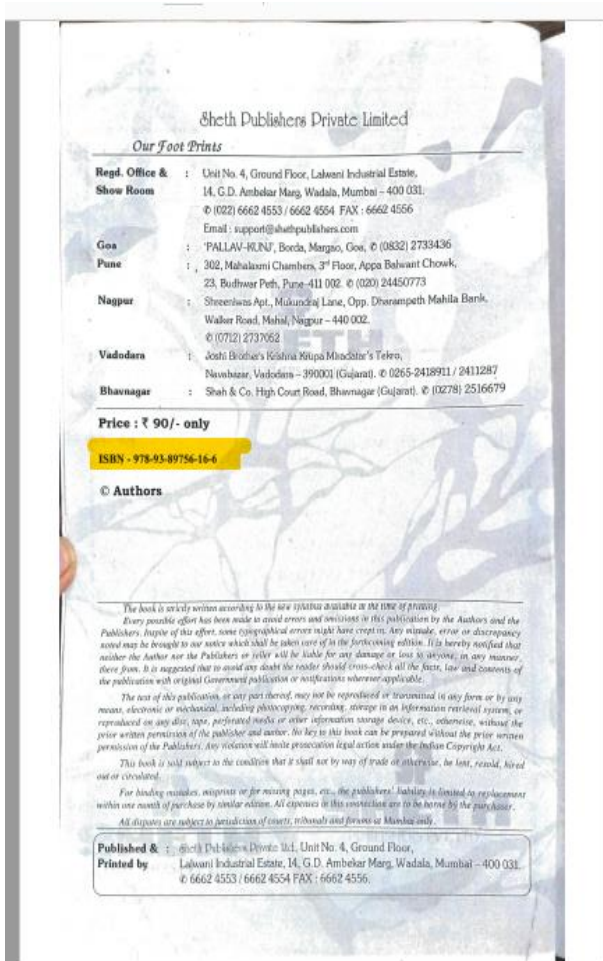 Sheth Publishers Private Limited
Our Foot Prints
Regd. Office & : Unit No. 4, Ground Floor, Lalwani Industrial Estate,
Show Room 14, G.D. Ambekar Marg, Wadala, Mumbai – 400 031.
✆ (022) 6662 4553 / 6662 4554 FAX : 6662 4556
Email : support@shethpublishers.com
Goa : 'PALLAV-KUNJ', Borda, Margao, Goa, ✆ (0832) 2733436
Pune : 302, Mahalaxmi Chambers, 3rd Floor, Appa Balwant Chowk,
23, Budhwar Peth, Pune-411 002. ✆ (020) 24450773
Nagpur : Shreeniwas Apt., Mukundraj Lane, Opp. Dharampeth Mahila Bank,
Walker Road, Mahal, Nagpur – 440 002.
✆ (0712) 2737062
Vadodara : Joshi Brothers Krishna Krupa Tekro,
Navabazar, Vadodara – 390001 (Gujarat). ✆ 0265-2418911 / 2411287
Bhavnagar : Shah & Co. High Court Road, Bhavnagar (Gujarat). ✆ (0278) 2516679
Price : ₹ 90/- only
ISBN - 978-93-89756-16-6
© Authors
The book is strictly written according to the new syllabus available at the time of printing.
Every possible effort has been made to avoid errors and omissions in this publication by the Authors and the
Publishers. Inspite of this effort, some typographical errors might have crept in. Any mistake, error or discrepancy
noted may be brought to our notice which shall be taken care of in the forthcoming edition. It is hereby notified that
neither the Author nor the Publishers or seller will be liable for any damage or loss to anyone, in any manner,
there from. It is suggested that to avoid any doubt the reader should cross-check all the facts, law and contents of
the publication with original Government publication or notifications wherever applicable.
The text of this publication, or any part thereof, may not be reproduced or transmitted in any form or by any
means, electronic or mechanical, including photocopying, recording, storage in an information retrieval system, or
reproduced on any disc, tape, perforated media or other information storage device, etc., otherwise, without the
prior written permission of the publisher and author. No key to this book can be prepared without the prior written
permission of the Publishers. Any violation will invite prosecution legal action under the Indian Copyright Act.
This book is sold subject to the condition that it shall not by way of trade or otherwise, be lent, resold, hired
out or circulated.
For binding mistakes, misprints or for missing pages, etc., the publishers' liability is limited to replacement
within one month of purchase by similar edition. All expenses in this connection are to be borne by the purchaser.
All disputes are subject to jurisdiction of courts, tribunals and forums at Mumbai only.
Published & : Sheth Publishers Private Ltd., Unit No. 4, Ground Floor,
Printed by Lalwani Industrial Estate, 14, G.D. Ambekar Marg, Wadala, Mumbai – 400 031.
✆ 6662 4553 / 6662 4554 FAX : 6662 4556.